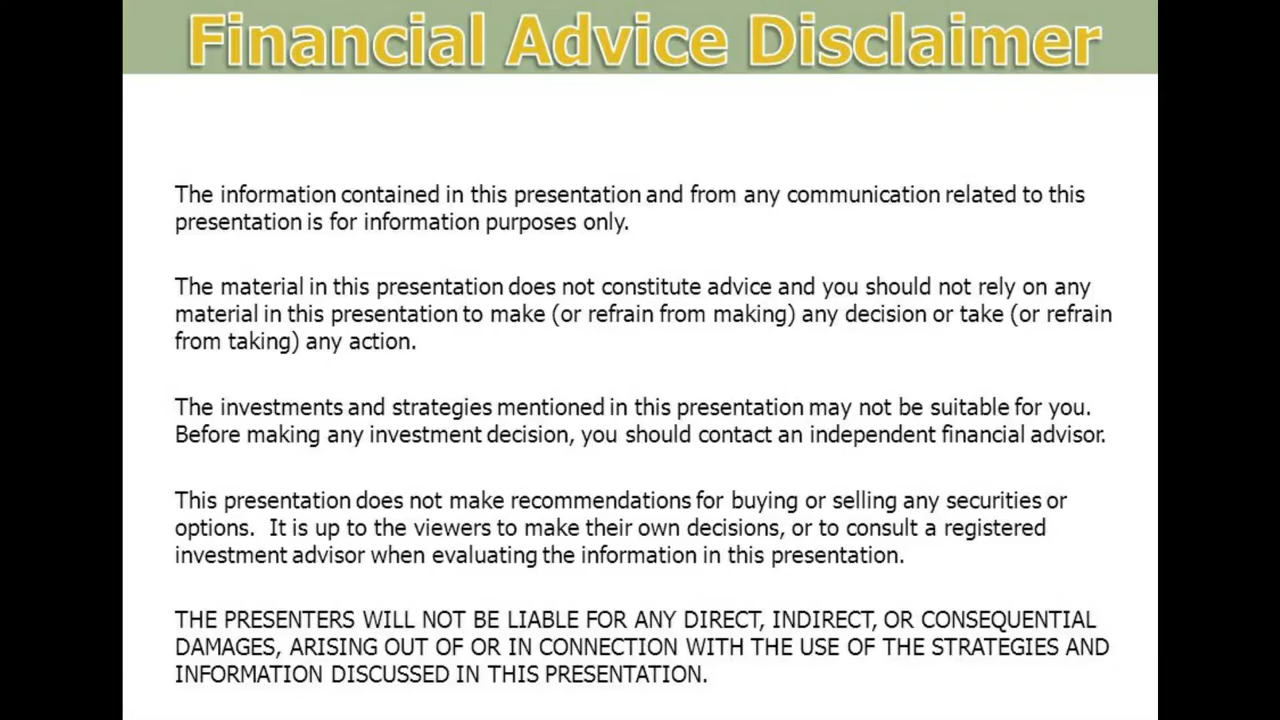 Financial Advice Disclaimer
The information contained in this presentation and from any communication related to this
presentation is for information purposes only.
The material in this presentation does not constitute advice and you should not rely on any
material in this presentation to make (or refrain from making) any decision or take (or refrain
from taking) any action.
The investments and strategies mentioned in this presentation may not be suitable for you.
Before making any investment decision, you should contact an independent financial advisor.
This presentation does not make recommendations for buying or selling any securities or
options.  It is up to the viewers to make their own decisions, or to consult a registered
investment advisor when evaluating the information in this presentation.
THE PRESENTERS WILL NOT BE LIABLE FOR ANY DIRECT, INDIRECT, OR CONSEQUENTIAL
DAMAGES, ARISING OUT OF OR IN CONNECTION WITH THE USE OF THE STRATEGIES AND
INFORMATION DISCUSSED IN THIS PRESENTATION.